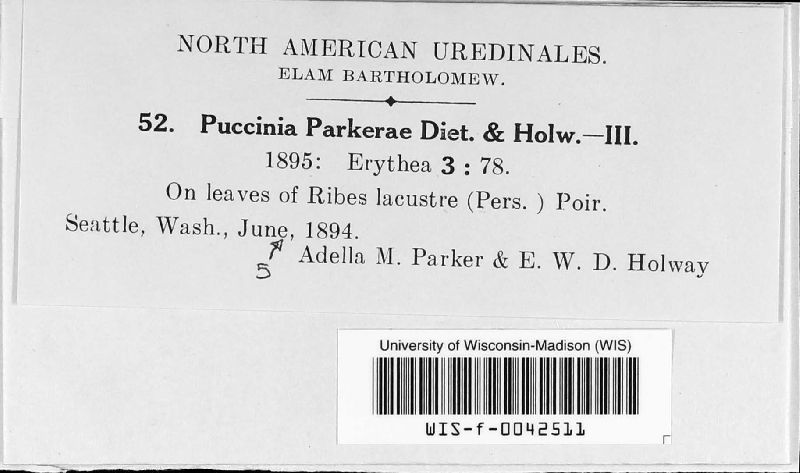 NORTH AMERICAN UREDINALES.
ELAM BARTHOLOMEW.
52. Puccinia Parkerae Diet. & Holw.—III.
1895: Erythea 3 : 78.
On leaves of Ribes lacustre (Pers. ) Poir.
Seattle, Wash., June, 1894.
5
Adella M. Parker & E. W. D. Holway
University of Wisconsin-Madison (WIS)
WIS-f-0042511